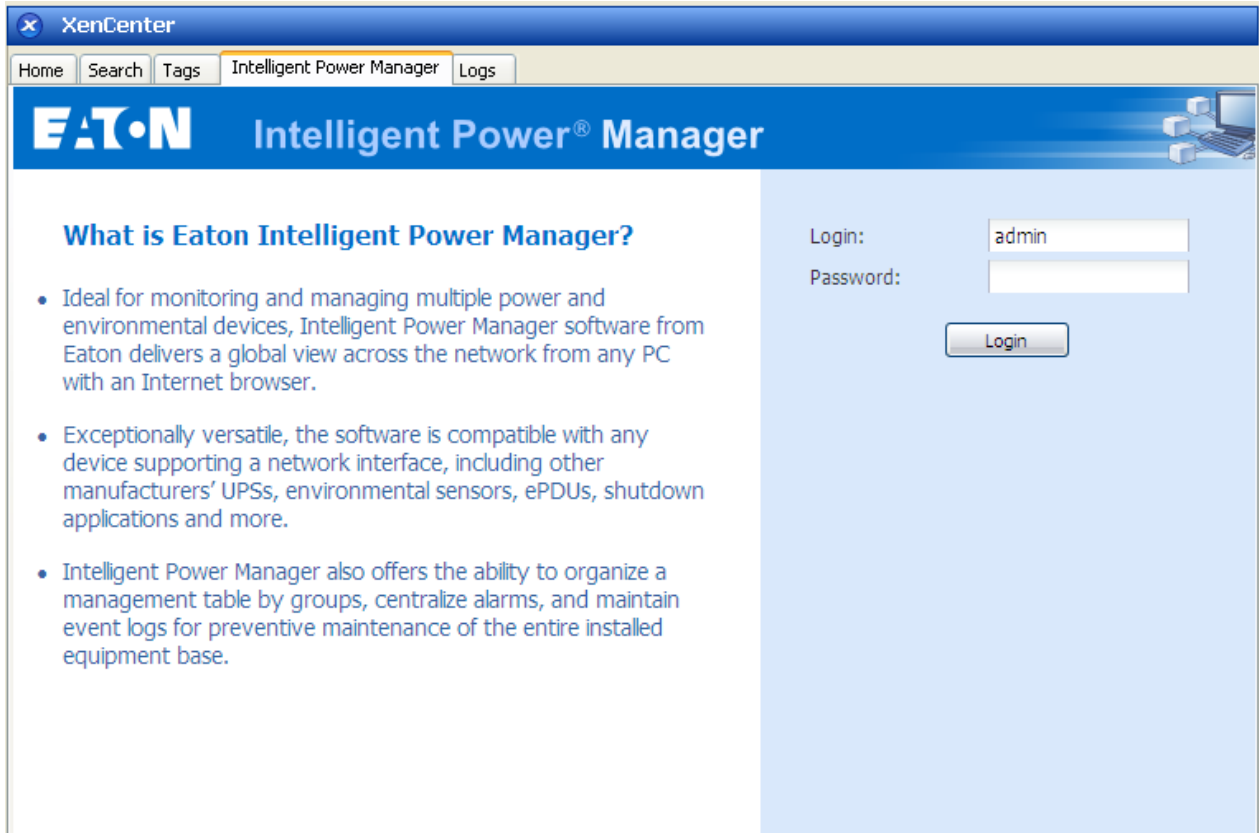 XenCenter
Home Search Tags Intelligent Power Manager Logs
EATON Intelligent Power® Manager
What is Eaton Intelligent Power Manager?
• Ideal for monitoring and managing multiple power and
environmental devices, Intelligent Power Manager software from
Eaton delivers a global view across the network from any PC
with an Internet browser.
• Exceptionally versatile, the software is compatible with any
device supporting a network interface, including other
manufacturers’ UPSs, environmental sensors, ePDUs, shutdown
applications and more.
• Intelligent Power Manager also offers the ability to organize a
management table by groups, centralize alarms, and maintain
event logs for preventive maintenance of the entire installed
equipment base.
Login: admin
Password:
Login